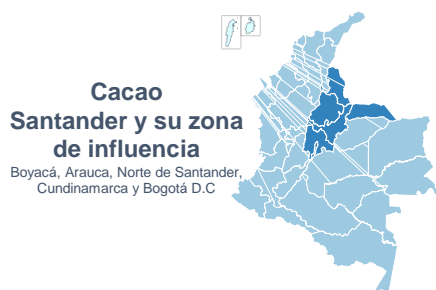 Cacao
Santander y su zona
de influencia
Boyacá, Arauca, Norte de Santander,
Cundinamarca y Bogotá D.C